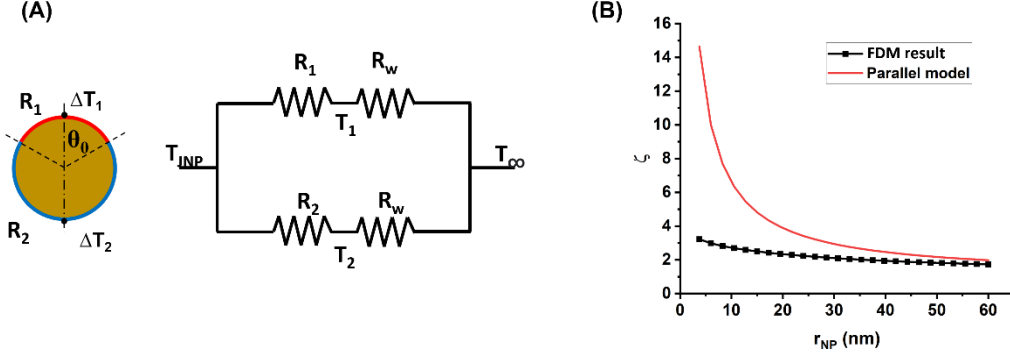 (A)
R1
ΔT1
θ0
R2
ΔT2
R1
Rw
T1
TINP
T∞
R2
Rw
T2
(B)
16
14
12
10
8
6
4
2
0
ζ
FDM result
Parallel model
0 10 20 30 40 50 60
rNP (nm)